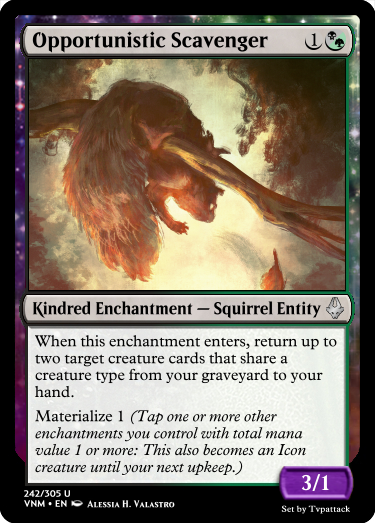 Opportunistic Scavenger 1
Kindred Enchantment — Squirrel Entity
When this enchantment enters, return up to
two target creature cards that share a
creature type from your graveyard to your
hand.
Materialize 1 (Tap one or more other
enchantments you control with total mana
value 1 or more: This also becomes an Icon
creature until your next upkeep.)
3/1
242/305 U
VNM • EN Alessia H. Valastro
Set by Tvpattack